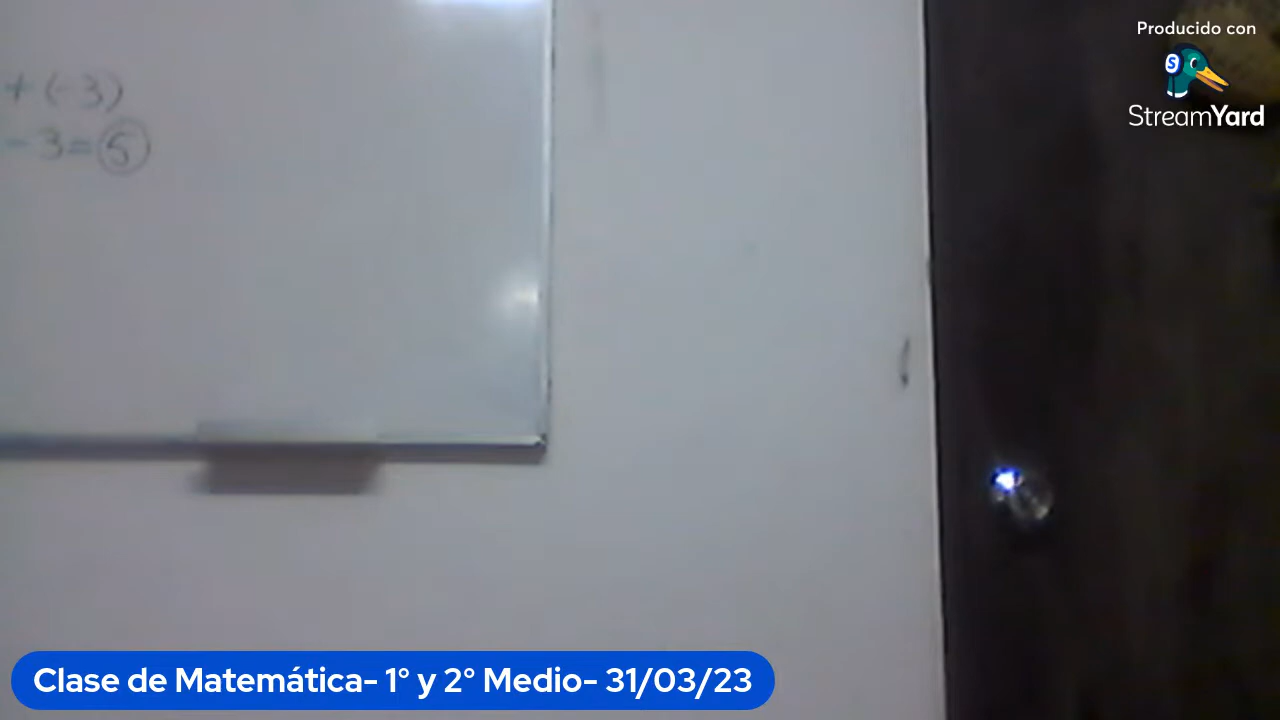 +(-3)
-3=5
Producido con
S
StreamYard
Clase de Matemática- 1° y 2° Medio- 31/03/23